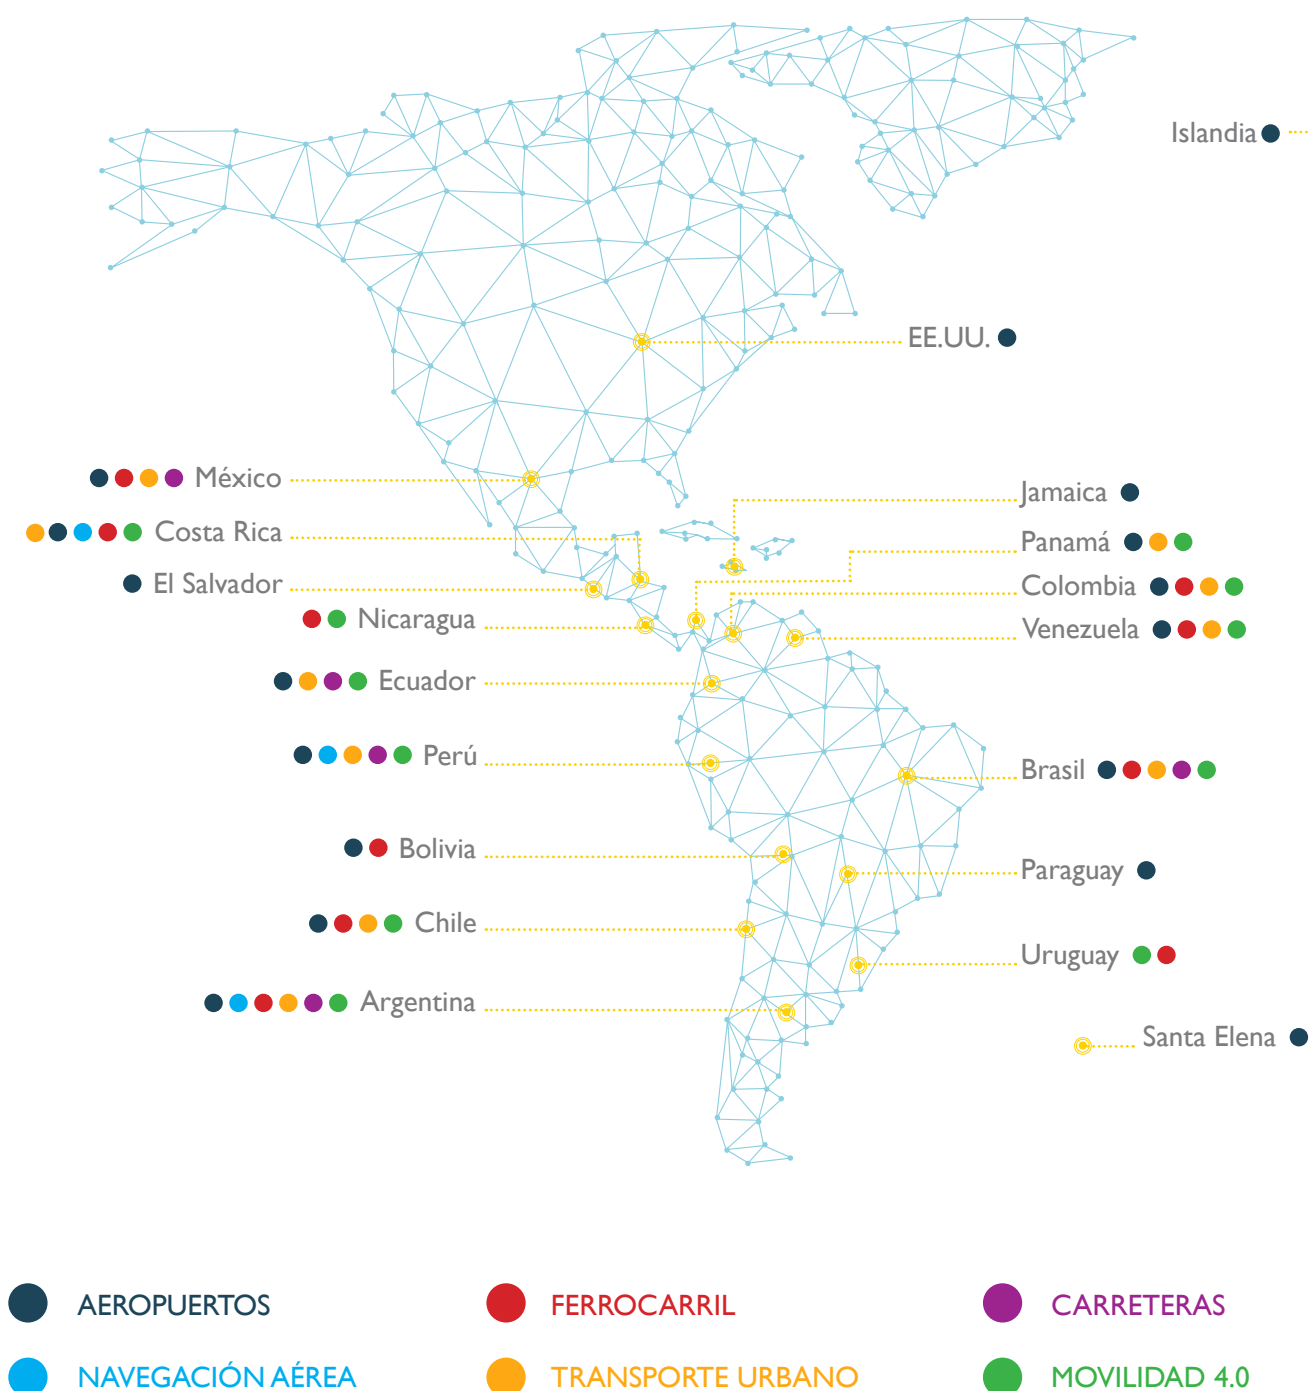 Islandia
EE.UU.
México
Jamaica
Costa Rica
Panamá
El Salvador
Colombia
Nicaragua
Venezuela
Ecuador
Perú
Brasil
Bolivia
Paraguay
Chile
Uruguay
Argentina
Santa Elena
AEROPUERTOS
FERROCARRIL
CARRETERAS
NAVEGACIÓN AÉREA
TRANSPORTE URBANO
MOVILIDAD 4.0